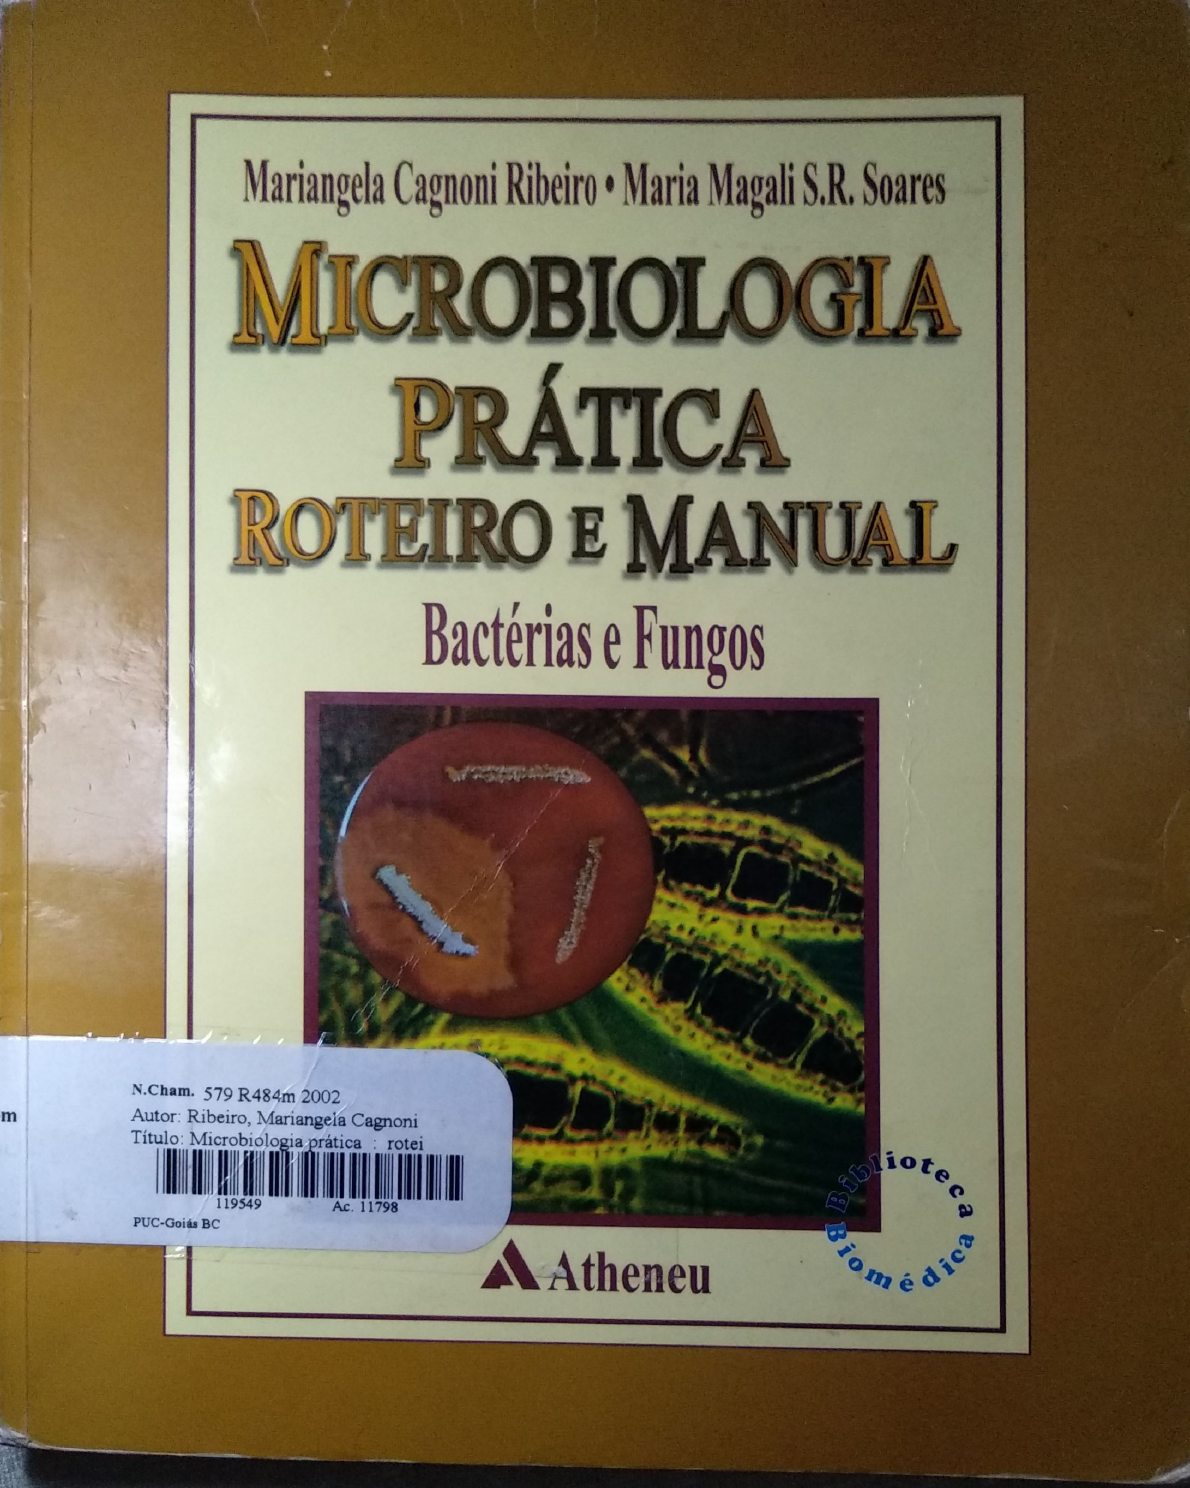 Mariangela Cagnoni Ribeiro • Maria Magali S.R. Soares
MICROBIOLOGIA
PRÁTICA
ROTEIRO E MANUAL
Bactérias e Fungos
N.Cham. 579 R484m 2002
Autor: Ribeiro, Mariangela Cagnoni
Título: Microbiologia prática : rotei
119549 Ac. 11798
PUC-Goiás BC
m
Atheneu
Biblioteca
Biomédica